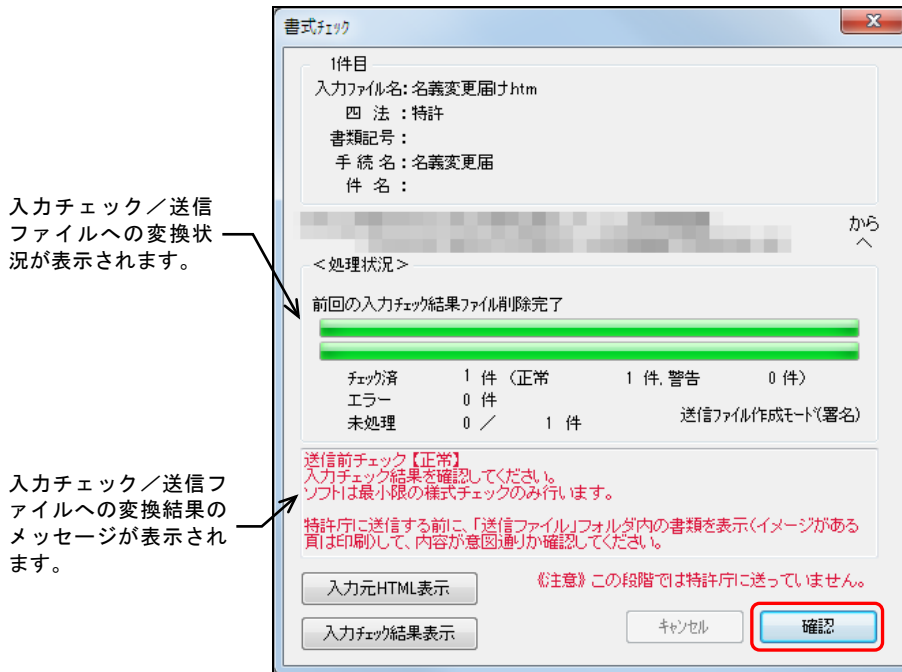 書式ﾁｪｯｸ
x
1件目
入力ﾌｧｲﾙ名:名義変更届けhtm
四 法 :特許
書類記号 :
手 続 名 :名義変更届
件 名 :
入力チェック／送信
ファイルへの変換状
況が表示されます。
から
へ
＜処理状況＞
前回の入力ﾁｪｯｸ結果ﾌｧｲﾙ削除完了
ﾁｪｯｸ済 1 件 (正常 1 件, 警告 0 件)
エラー 0 件
未処理 0 ／ 1 件
送信ﾌｧｲﾙ作成ﾓｰﾄﾞ(署名)
入力チェック／送信フ
ァイルへの変換結果の
メッセージが表示され
ます。
送信前チェック【正常】
入力チェック結果を確認してください。
ソフトは最小限の様式チェックのみ行います。
特許庁に送信する前に、「送信ファイル」フォルダ内の書類を表示(イメージがある
頁は印刷)して、内容が意図通りか確認してください。
入力元HTML表示
《注意》この段階では特許庁に送っていません。
入力ﾁｪｯｸ結果表示
ｷｬﾝｾﾙ
確認